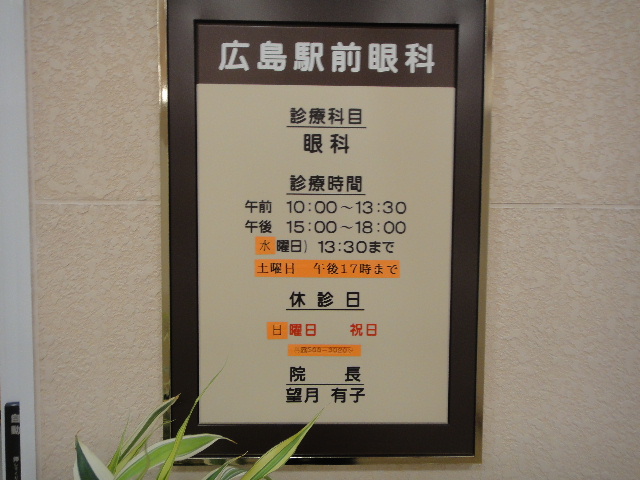 広島駅前眼科
診療科目
眼科
診療時間
午前 10:00～13:30
午後 15:00～18:00
水曜日) 13:30まで
土曜日 午後17時まで
休診日
日曜日 祝日
院長
望月 有子
自動